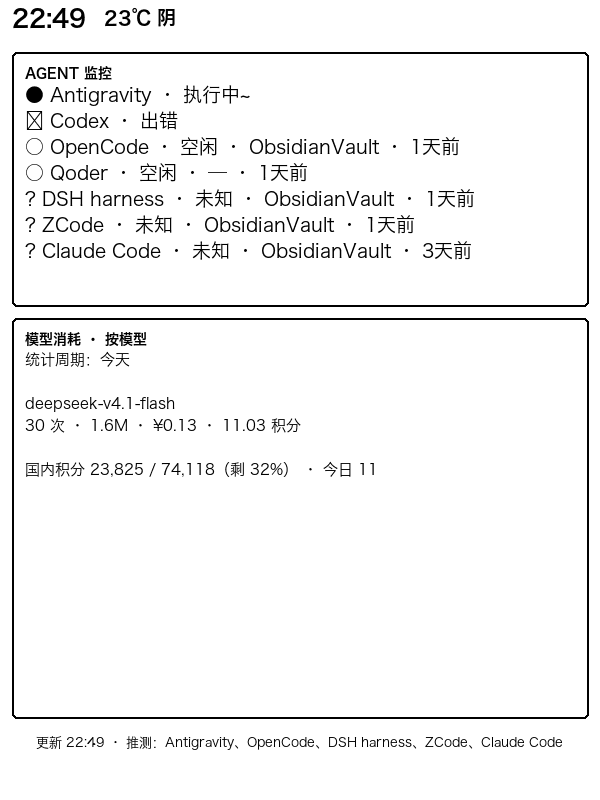 22:49 23℃ 阴
AGENT 监控
● Antigravity · 执行中~
☒ Codex · 出错
○ OpenCode · 空闲 · ObsidianVault · 1天前
○ Qoder · 空闲 · — · 1天前
? DSH harness · 未知 · ObsidianVault · 1天前
? ZCode · 未知 · ObsidianVault · 1天前
? Claude Code · 未知 · ObsidianVault · 3天前
模型消耗 · 按模型
统计周期：今天
deepseek-v4.1-flash
30 次 · 1.6M · ¥0.13 · 11.03 积分
国内积分 23,825 / 74,118（剩 32%） · 今日 11
更新 22:49 · 推测：Antigravity、OpenCode、DSH harness、ZCode、Claude Code